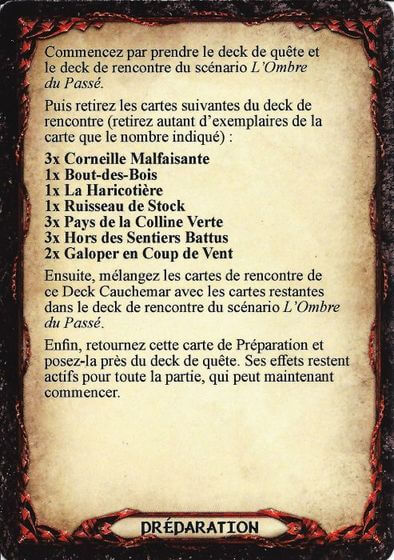 Commencez par prendre le deck de quête et
le deck de rencontre du scénario L'Ombre
du Passé.
Puis retirez les cartes suivantes du deck de
rencontre (retirez autant d'exemplaires de la
carte que le nombre indiqué) :
3x Corneille Malfaisante
1x Bout-des-Bois
1x La Haricotière
1x Ruisseau de Stock
3x Pays de la Colline Verte
3x Hors des Sentiers Battus
2x Galoper en Coup de Vent
Ensuite, mélangez les cartes de rencontre de
ce Deck Cauchemar avec les cartes restantes
dans le deck de rencontre du scénario L'Ombre
du Passé.
Enfin, retournez cette carte de Préparation et
posez-la près du deck de quête. Ses effets restent
actifs pour toute la partie, qui peut maintenant
commencer.
PRÉPARATION